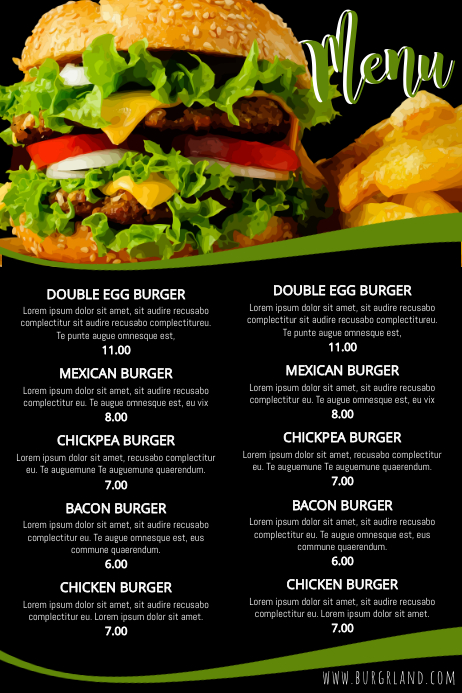 Menu
DOUBLE EGG BURGER
Lorem ipsum dolor sit amet, sit audire recusabo
complectitur sit audire recusabo complectitureu.
Te punte augue omnesque est,
11.00
MEXICAN BURGER
Lorem ipsum dolor sit amet, sit audire recusabo
complectitur eu. Te augue omnesque est, eu vix
8.00
CHICKPEA BURGER
Lorem ipsum dolor sit amet, consectetur recusabo
eu. Te auguemune Te augue auguemune quaerendum.
7.00
BACON BURGER
Lorem ipsum dolor sit amet, sit audire recusabo
complectitur eu. Te augue omnesque est, eus
commune quaerendum.
6.00
CHICKEN BURGER
Lorem ipsum dolor sit amet, sit audire recusabo
complectitur eu. Lorem ipsum dolor sit amet.
7.00
DOUBLE EGG BURGER
Lorem ipsum dolor sit amet, sit audire recusabo
complectitur sit audire recusabo complectitureu.
Te punte augue omnesque est,
11.00
MEXICAN BURGER
Lorem ipsum dolor sit amet, sit audire recusabo
complectitur eu. Te augue omnesque est, eu vix
8.00
CHICKPEA BURGER
Lorem ipsum dolor sit amet, complectitur recusabo
eu. Te auguemune Te augue auguemune quaerendum.
7.00
BACON BURGER
Lorem ipsum dolor sit amet, sit audire recusabo
complectitur eu. Te augue omnesque est, eus
commune quaerendum.
6.00
CHICKEN BURGER
Lorem ipsum dolor sit amet, sit audire recusabo
complectitur eu. Lorem ipsum dolor sit amet.
7.00
WWW.BURGRLAND.COM